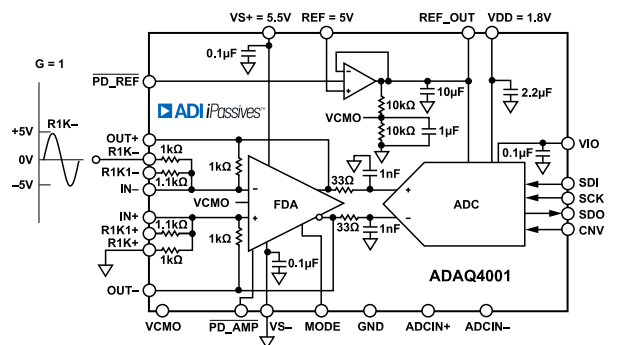 VS+ = 5.5V
REF = 5V
REF_OUT
VDD = 1.8V
0.1µF
G = 1
PD_REF
R1K–
+5V
0V
–5V
ADI iPassives™
10µF
2.2µF
10kΩ
VCMO
10kΩ
1µF
OUT+
VIO
0.1µF
R1K–
1kΩ
1kΩ
1nF
R1K1–
1.1kΩ
33Ω
IN–
SDI
VCMO
FDA
ADC
SCK
IN+
SDO
R1K1+
1.1kΩ
1kΩ
33Ω
1nF
CNV
R1K+
1kΩ
0.1µF
ADAQ4001
OUT–
VCMO
PD_AMP
VS–
MODE
GND
ADCIN+
ADCIN–